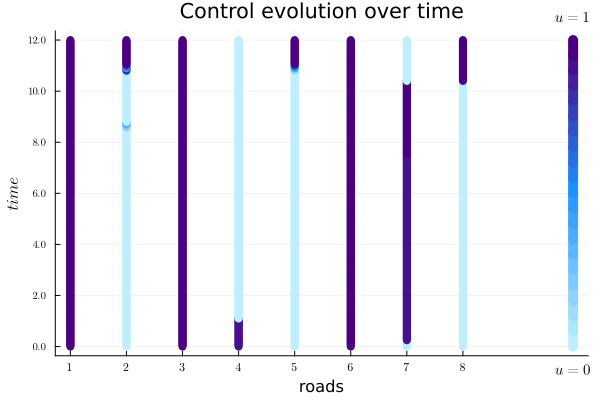 Control evolution over time
u = 1
12.0
10.0
8.0
6.0
4.0
2.0
0.0
time
1 2 3 4 5 6 7 8
u = 0
roads